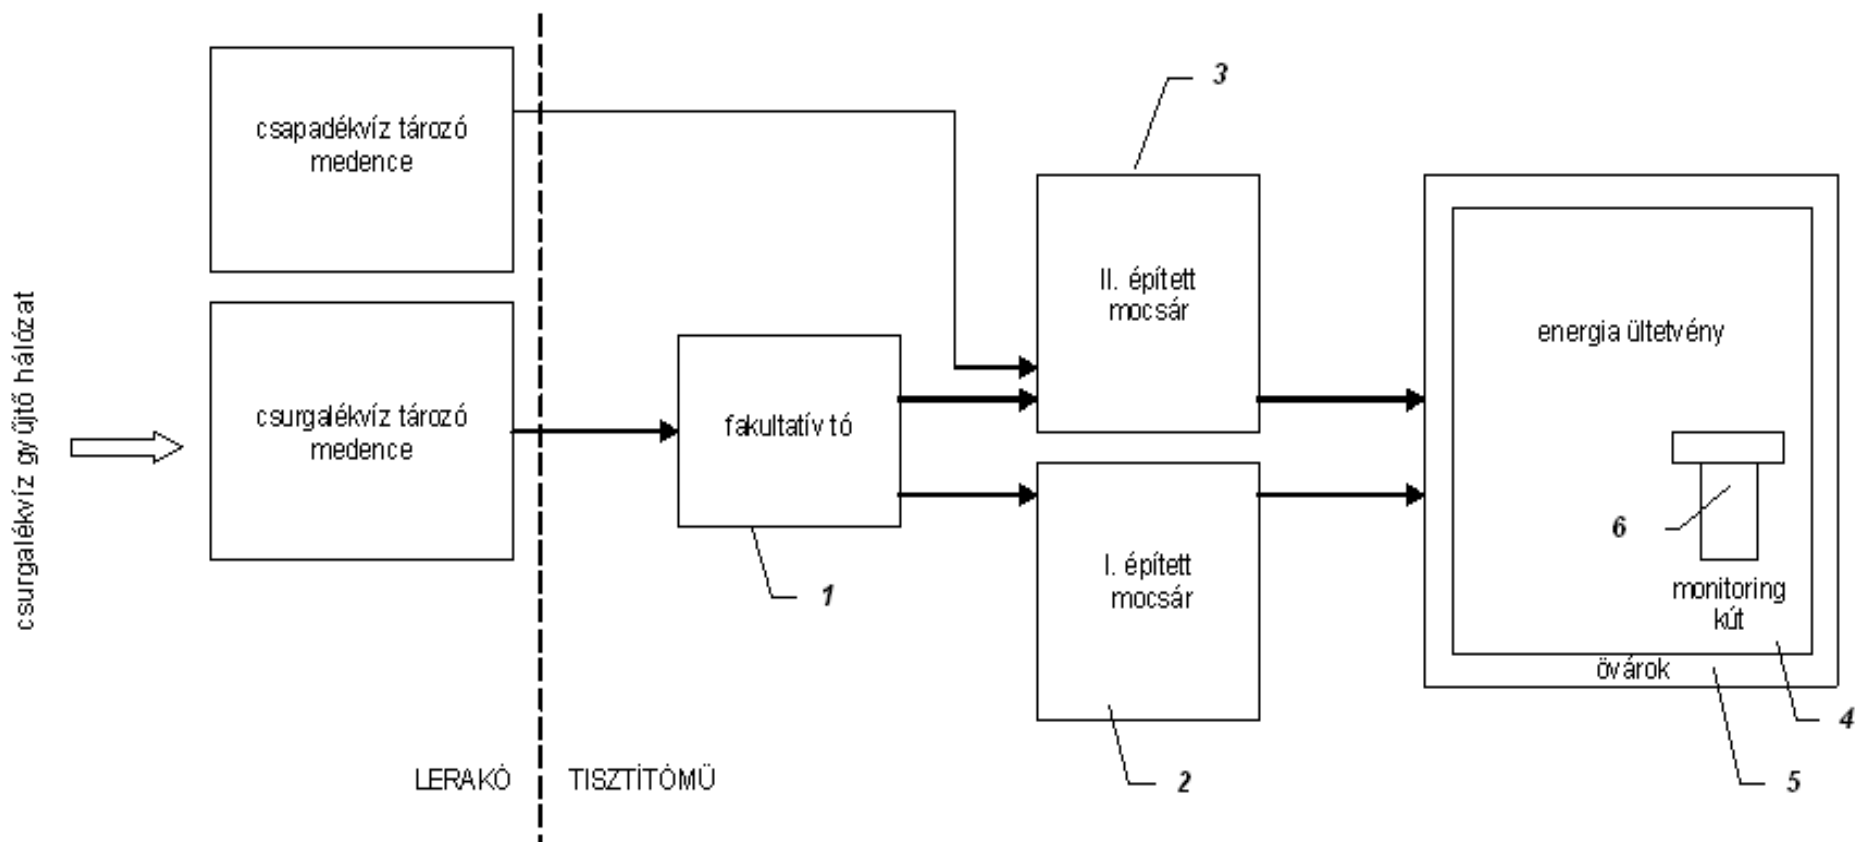 csurgalékvíz gyűjtő hálózat
csapadékvíz tározó
medence
csurgalékvíz tározó
medence
LERAKÓ
TISZTÍTÓMŰ
fakultatív tó
1
3
II. épített
mocsár
I. épített
mocsár
2
energia ültetvény
6
monitoring
kút
övárok
4
5